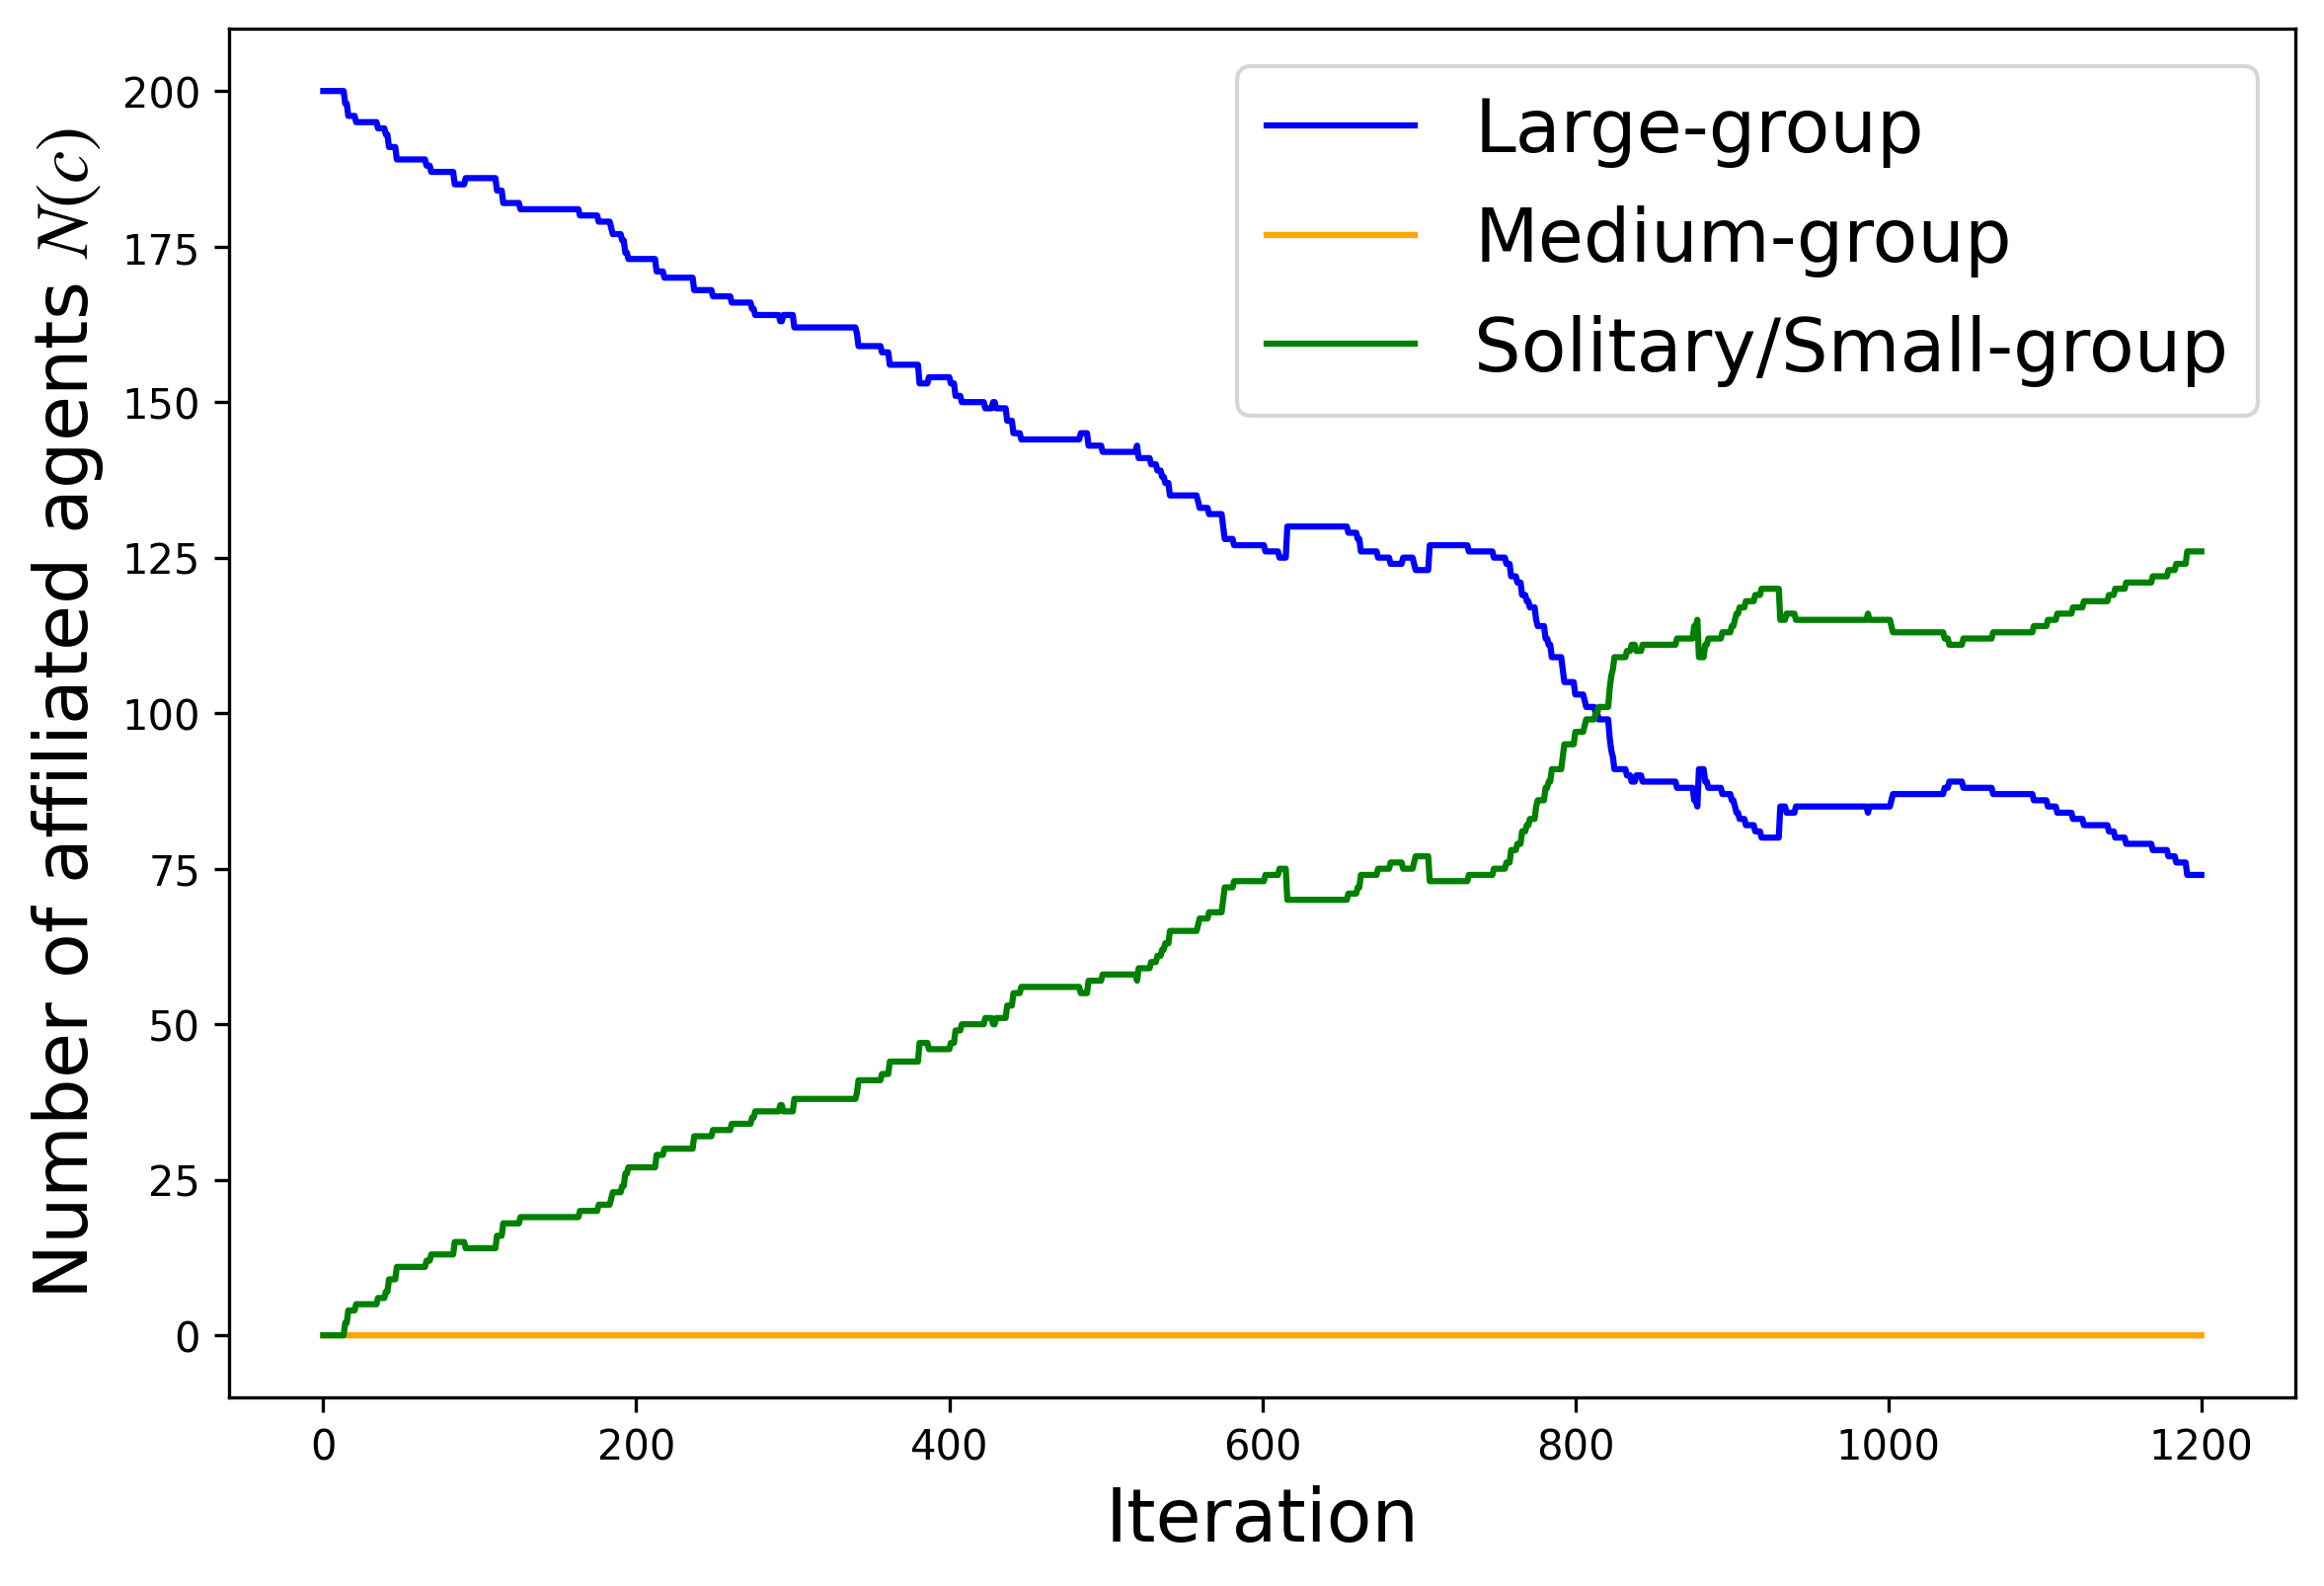 Number of affiliated agents N(c)
200
175
150
125
100
75
50
25
0
Large-group
Medium-group
Solitary/Small-group
0 200 400 600 800 1000 1200
Iteration